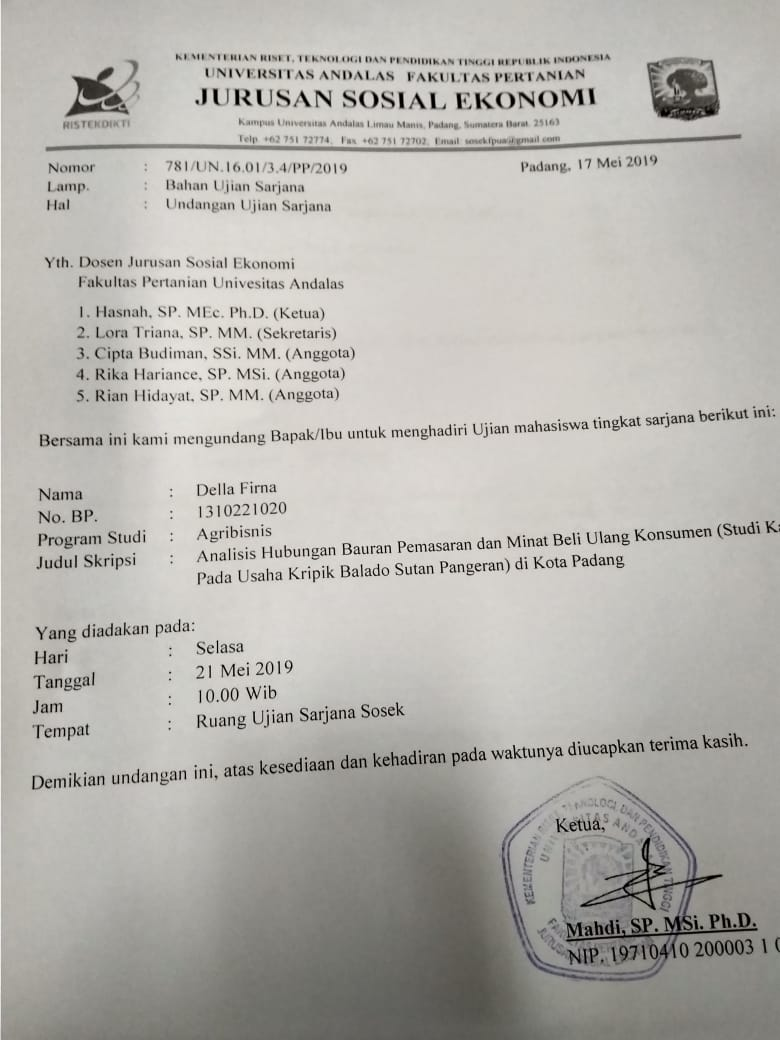 KEMENTERIAN RISET, TEKNOLOGI DAN PENDIDIKAN TINGGI REPUBLIK INDONESIA
UNIVERSITAS ANDALAS FAKULTAS PERTANIAN
JURUSAN SOSIAL EKONOMI
Kampus Universitas Andalas Limau Manis, Padang, Sumatera Barat. 25163
Telp. +62 751 72774, Fax +62 751 72702, Email sosekfpua@gmail.com
RISTEKDIKTI
Nomor : 781/UN.16.01/3.4/PP/2019 Padang, 17 Mei 2019
Lamp. : Bahan Ujian Sarjana
Hal : Undangan Ujian Sarjana
Yth. Dosen Jurusan Sosial Ekonomi
Fakultas Pertanian Univesitas Andalas
1. Hasnah, SP. MEc. Ph.D. (Ketua)
2. Lora Triana, SP. MM. (Sekretaris)
3. Cipta Budiman, SSi. MM. (Anggota)
4. Rika Hariance, SP. MSi. (Anggota)
5. Rian Hidayat, SP. MM. (Anggota)
Bersama ini kami mengundang Bapak/Ibu untuk menghadiri Ujian mahasiswa tingkat sarjana berikut ini:
Nama : Della Firna
No. BP. : 1310221020
Program Studi : Agribisnis
Judul Skripsi : Analisis Hubungan Bauran Pemasaran dan Minat Beli Ulang Konsumen (Studi
Pada Usaha Kripik Balado Sutan Pangeran) di Kota Padang
Yang diadakan pada:
Hari : Selasa
Tanggal : 21 Mei 2019
Jam : 10.00 Wib
Tempat : Ruang Ujian Sarjana Sosek
Demikian undangan ini, atas kesediaan dan kehadiran pada waktunya diucapkan terima kasih.
Ketua,
Mahdi, SP. MSi. Ph.D.
NIP. 19710410 200003 1